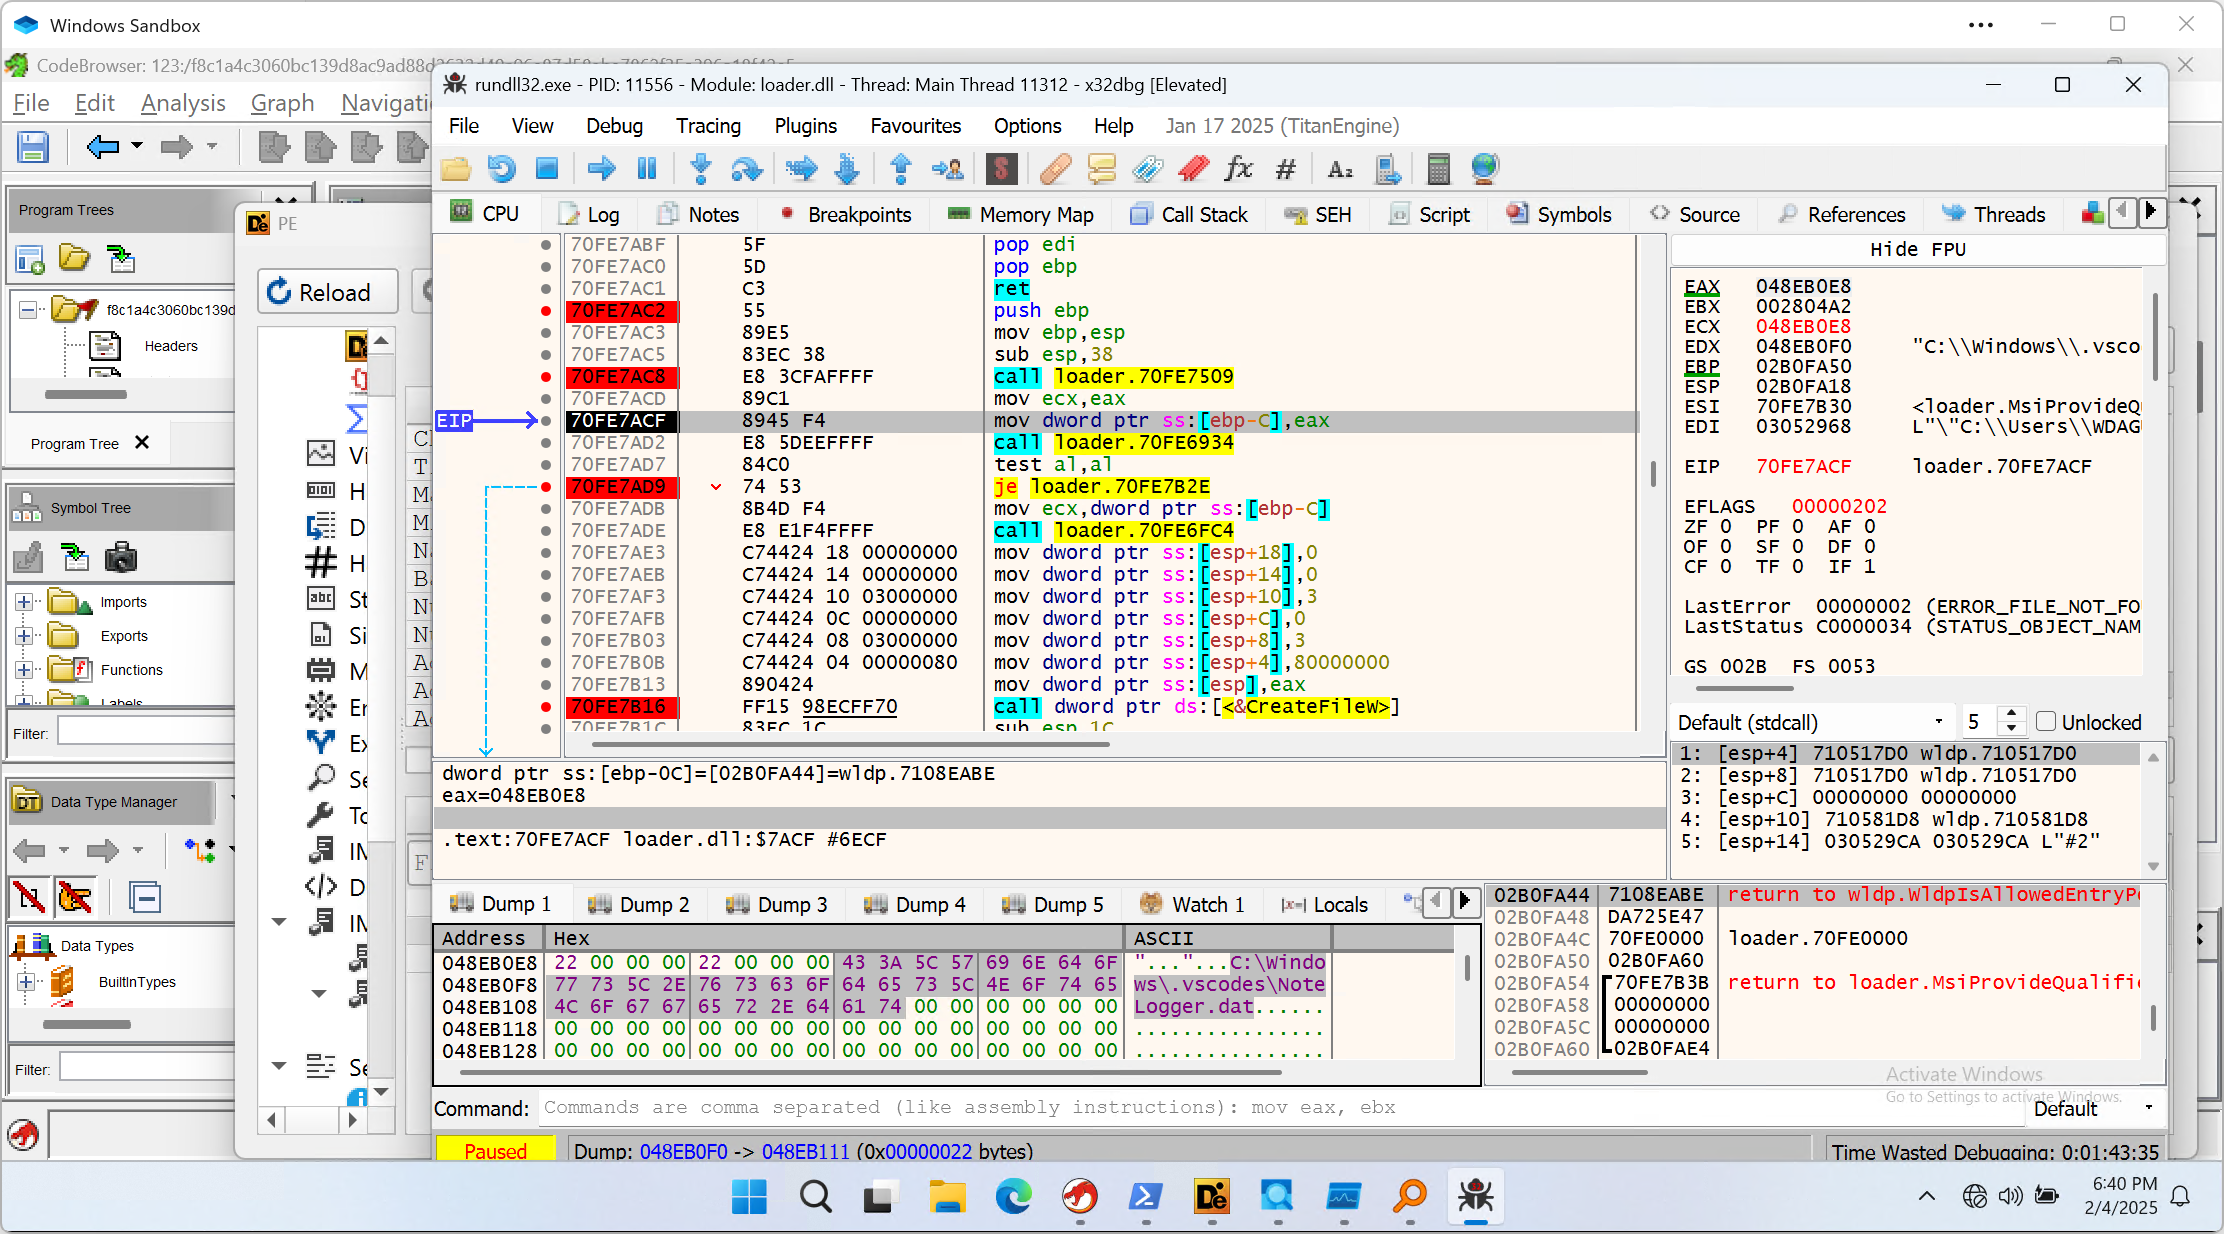 Windows Sandbox
CodeBrowser: 123:/f8c1a4c3060bc139d8ac9ad88d
File Edit Analysis Graph Navigati
Program Trees
f8c1a4c3060bc139d
Headers
Program Tree
Symbol Tree
Imports
Exports
Functions
Labels
Filter:
Data Type Manager
Data Types
BuiltInTypes
Filter:
PE
Reload
rundll32.exe - PID: 11556 - Module: loader.dll - Thread: Main Thread 11312 - x32dbg [Elevated]
File View Debug Tracing Plugins Favourites Options Help Jan 17 2025 (TitanEngine)
CPU Log Notes Breakpoints Memory Map Call Stack SEH Script Symbols Source References Threads
70FE7ABF 5F pop edi
70FE7AC0 5D pop ebp
70FE7AC1 C3 ret
70FE7AC2 55 push ebp
70FE7AC3 89E5 mov ebp,esp
70FE7AC5 83EC 38 sub esp,38
70FE7AC8 E8 3CFAFFFF call loader.70FE7509
70FE7ACD 89C1 mov ecx,eax
EIP 70FE7ACF 8945 F4 mov dword ptr ss:[ebp-C],eax
70FE7AD2 E8 5DEEFFFF call loader.70FE6934
70FE7AD7 84C0 test al,al
70FE7AD9 74 53 je loader.70FE7B2E
70FE7ADB 8B4D F4 mov ecx,dword ptr ss:[ebp-C]
70FE7ADE E8 E1F4FFFF call loader.70FE6FC4
70FE7AE3 C74424 18 00000000 mov dword ptr ss:[esp+18],0
70FE7AEB C74424 14 00000000 mov dword ptr ss:[esp+14],0
70FE7AF3 C74424 10 03000000 mov dword ptr ss:[esp+10],3
70FE7AFB C74424 0C 00000000 mov dword ptr ss:[esp+C],0
70FE7B03 C74424 08 03000000 mov dword ptr ss:[esp+8],3
70FE7B0B C74424 04 00000080 mov dword ptr ss:[esp+4],80000000
70FE7B13 890424 mov dword ptr ss:[esp],eax
70FE7B16 FF15 98ECFF70 call dword ptr ds:[<&CreateFileW>]
70FE7B1C 83EC 1C sub esp,1C
Hide FPU
EAX 048EB0E8
EBX 002804A2
ECX 048EB0E8
EDX 048EB0F0 "C:\\Windows\\.vsco
EBP 02B0FA50
ESP 02B0FA18
ESI 70FE7B30 <loader.MsiProvideQu
EDI 03052968 L"\"C:\\Users\\WDAGU
EIP 70FE7ACF loader.70FE7ACF
EFLAGS 00000202
ZF 0 PF 0 AF 0
OF 0 SF 0 DF 0
CF 0 TF 0 IF 1
LastError 00000002 (ERROR_FILE_NOT_FO
LastStatus C0000034 (STATUS_OBJECT_NAM
GS 002B FS 0053
Default (stdcall) 5 Unlocked
1: [esp+4] 710517D0 wldp.710517D0
2: [esp+8] 710517D0 wldp.710517D0
3: [esp+C] 00000000 00000000
4: [esp+10] 710581D8 wldp.710581D8
5: [esp+14] 030529CA 030529CA L"#2"
dword ptr ss:[ebp-0C]=[02B0FA44]=wldp.7108EABE
eax=048EB0E8
.text:70FE7ACF loader.dll:$7ACF #6ECF
Dump 1 Dump 2 Dump 3 Dump 4 Dump 5 Watch 1 Locals
Address Hex ASCII
048EB0E8 22 00 00 00 22 00 00 00 43 3A 5C 57 69 6E 64 6F "..."...C:\Windo
048EB0F8 77 73 5C 2E 76 73 63 6F 64 65 73 5C 4E 6F 74 65 ws\.vscodes\Note
048EB108 4C 6F 67 67 65 72 2E 64 61 74 00 00 00 00 00 00 Logger.dat......
048EB118 00 00 00 00 00 00 00 00 00 00 00 00 00 00 00 00 ................
048EB128 00 00 00 00 00 00 00 00 00 00 00 00 00 00 00 00 ................
02B0FA44 7108EABE return to wldp.WldpIsAllowedEntryPo
02B0FA48 DA725E47
02B0FA4C 70FE0000 loader.70FE0000
02B0FA50 02B0FA60
02B0FA54 70FE7B3B return to loader.MsiProvideQualifie
02B0FA58 00000000
02B0FA5C 00000000
02B0FA60 02B0FAE4
Activate Windows
Go to Settings to activate Windows.
Command: Commands are comma separated (like assembly instructions): mov eax, ebx Default
Paused Dump: 048EB0F0 -> 048EB111 (0x00000022 bytes) Time Wasted Debugging: 0:01:43:35
6:40 PM
2/4/2025